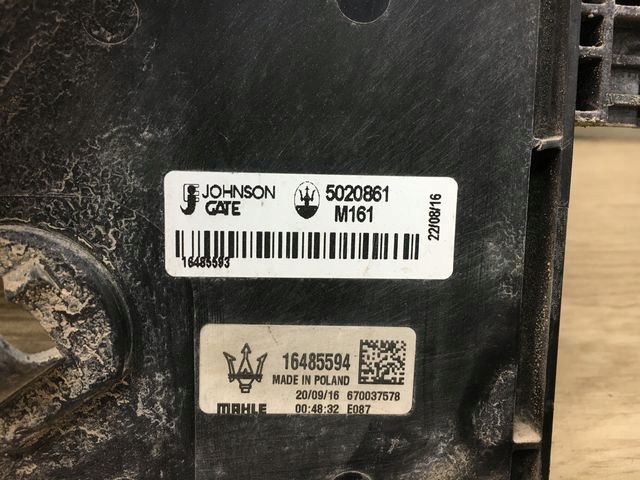 JOHNSON 5020861
GATE M161
22/08/16
16485593
16485594
MADE IN POLAND
20/09/16 670037578
MAHLE 00:48:32 E087